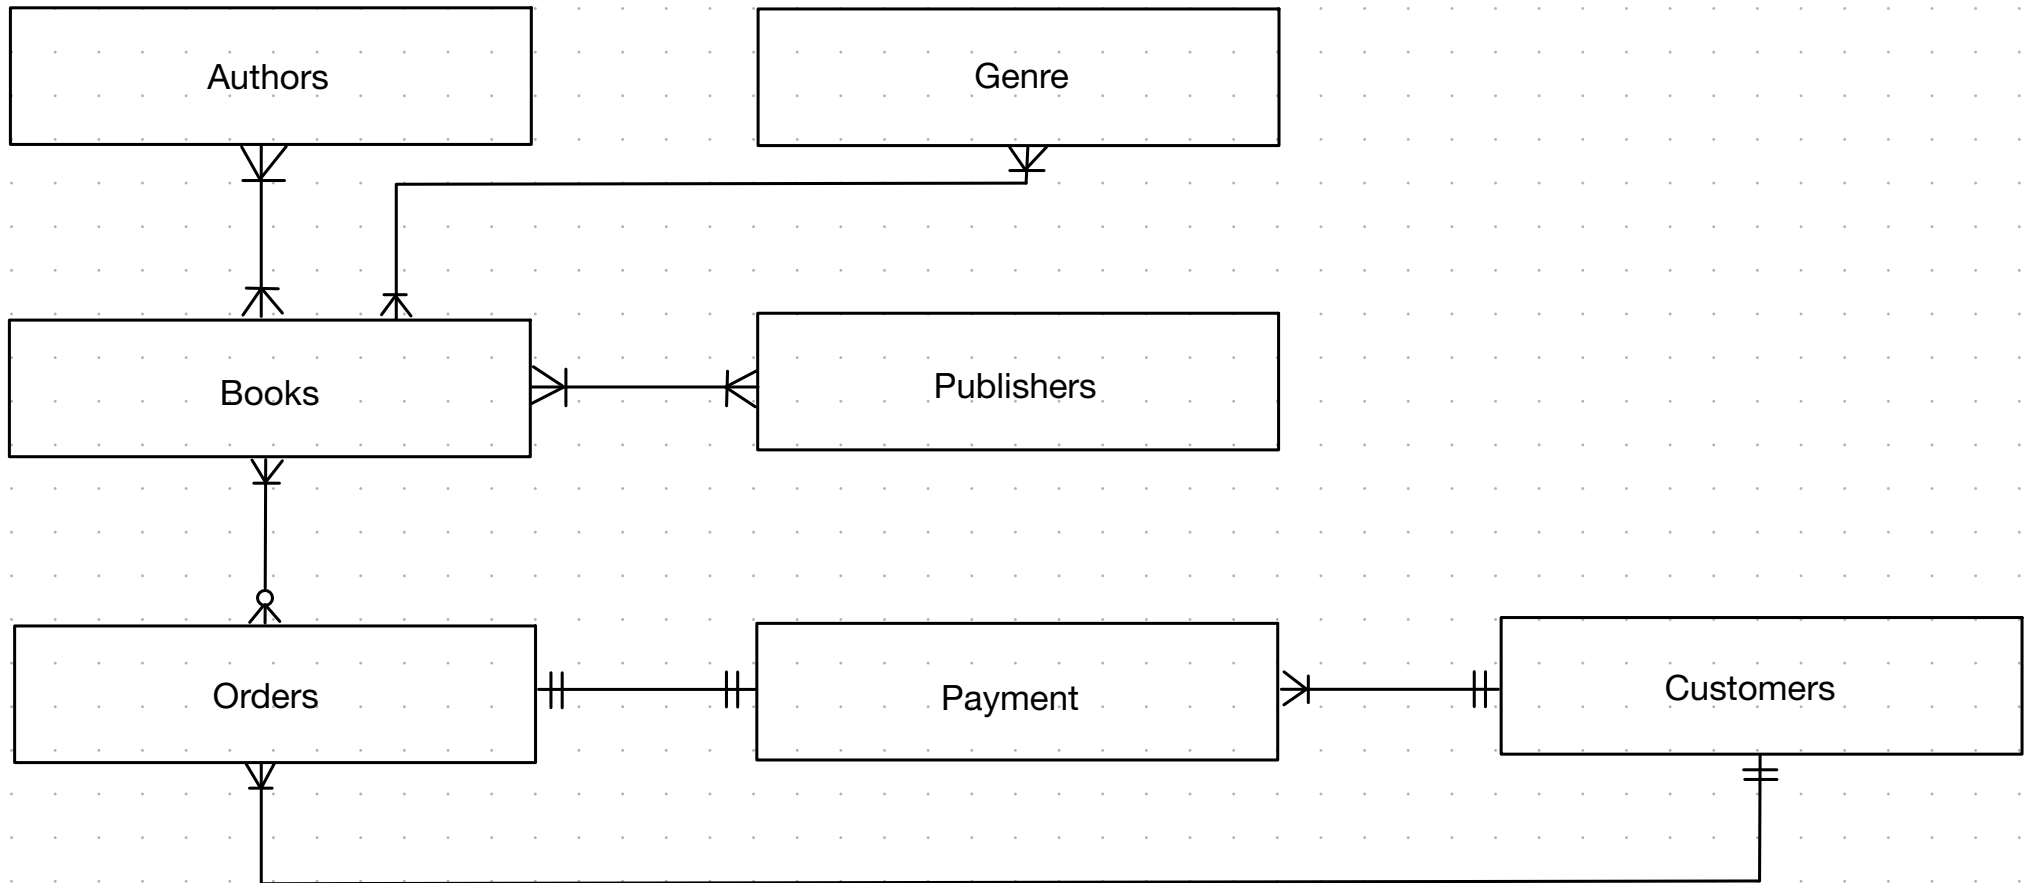 Authors
Genre
Books
Publishers
Orders
Payment
Customers